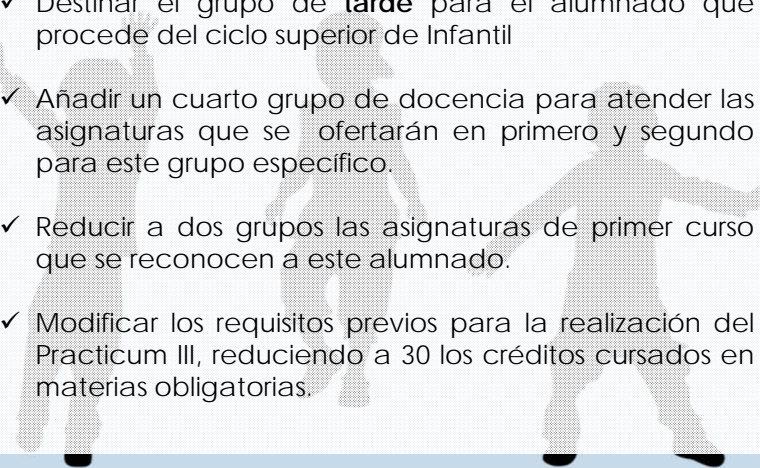 ✓ Destinar el grupo de tarde para el alumnado que
procede del ciclo superior de Infantil
✓ Añadir un cuarto grupo de docencia para atender las
asignaturas que se ofertarán en primero y segundo
para este grupo específico.
✓ Reducir a dos grupos las asignaturas de primer curso
que se reconocen a este alumnado.
✓ Modificar los requisitos previos para la realización del
Practicum III, reduciendo a 30 los créditos cursados en
materias obligatorias.